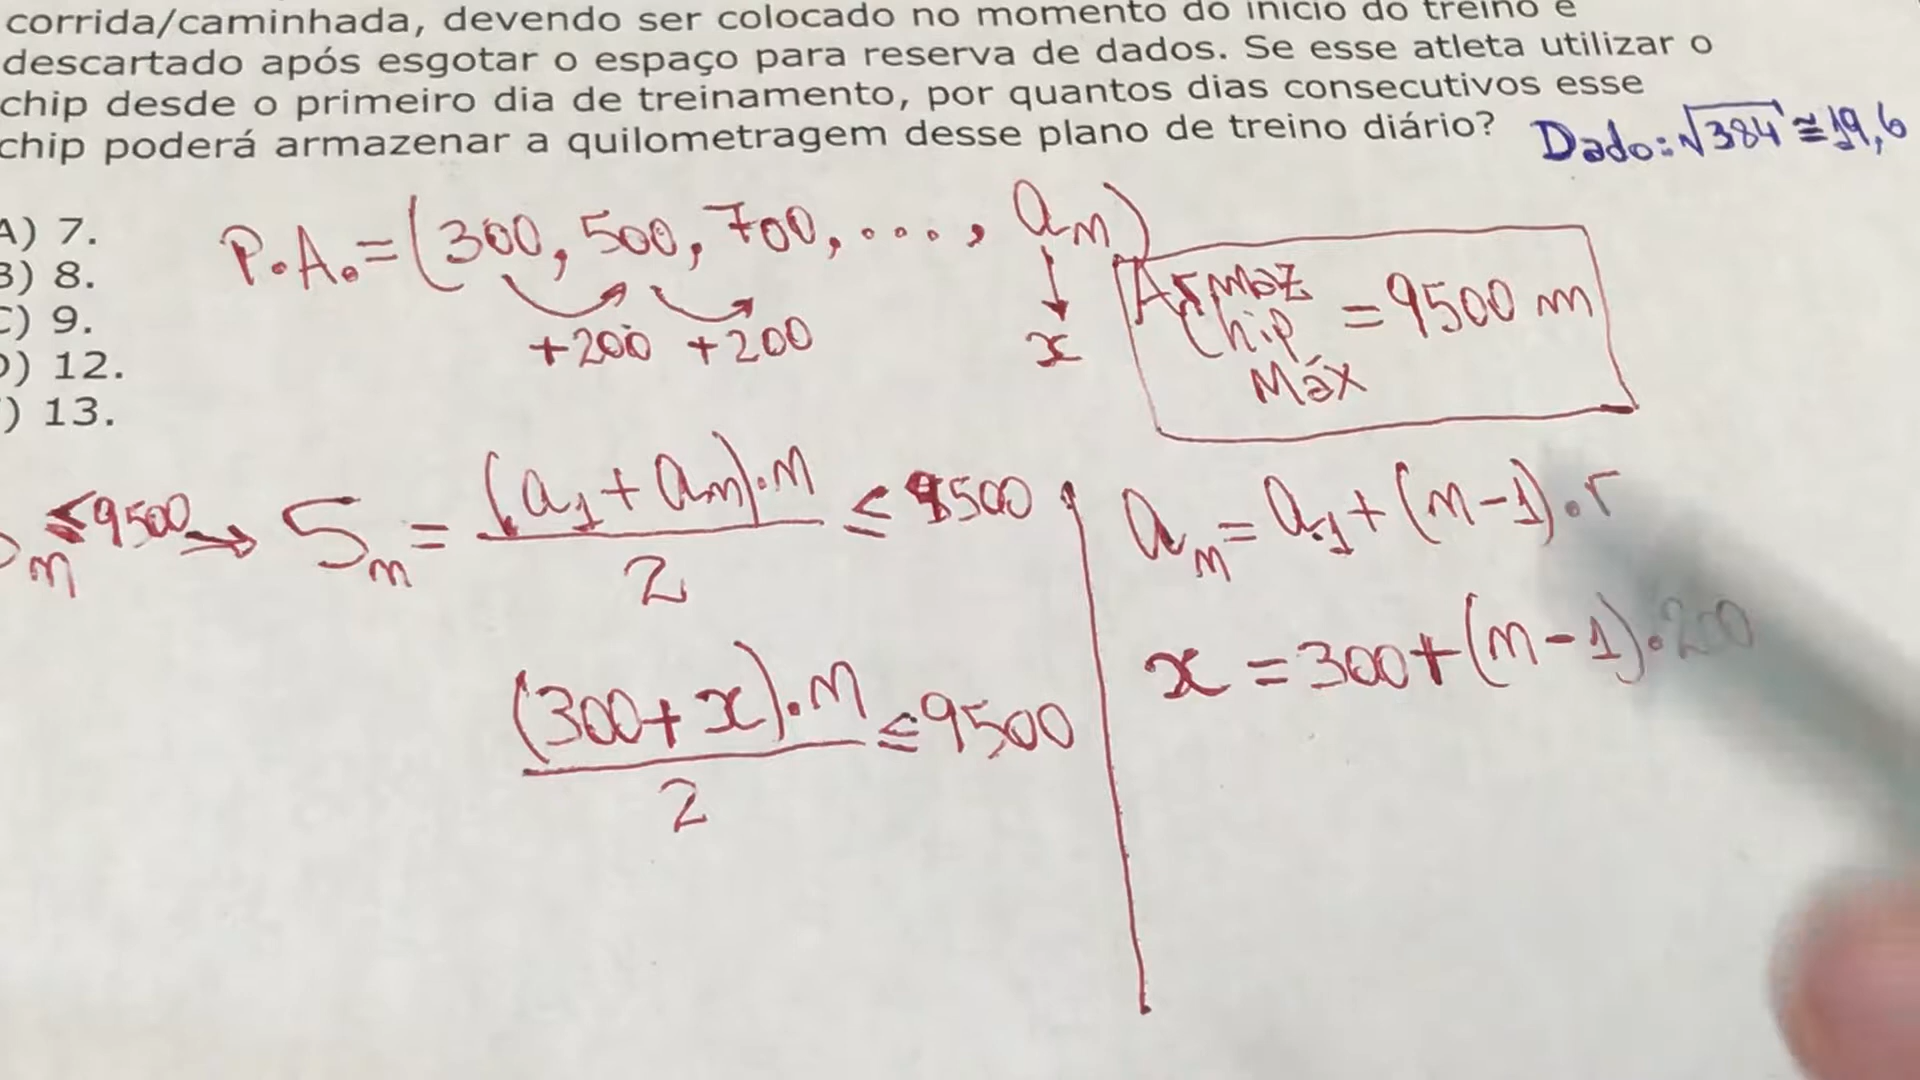 corrida/caminhada, devendo ser colocado no momento do início do treino e
descartado após esgotar o espaço para reserva de dados. Se esse atleta utilizar o
chip desde o primeiro dia de treinamento, por quantos dias consecutivos esse
chip poderá armazenar a quilometragem desse plano de treino diário?
Dado: √384 ≅ 19,6
A) 7.
B) 8.
C) 9.
D) 12.
) 13.
P.A. = (300, 500, 700, ...., an)
+200 +200
x
Armaz
Chip = 9500 m
Máx
n ≤9500 → Sn = (a1 + an).n / 2 ≤ 9500
(300 + x).n / 2 ≤ 9500
an = a1 + (n-1).r
x = 300 + (n-1).200